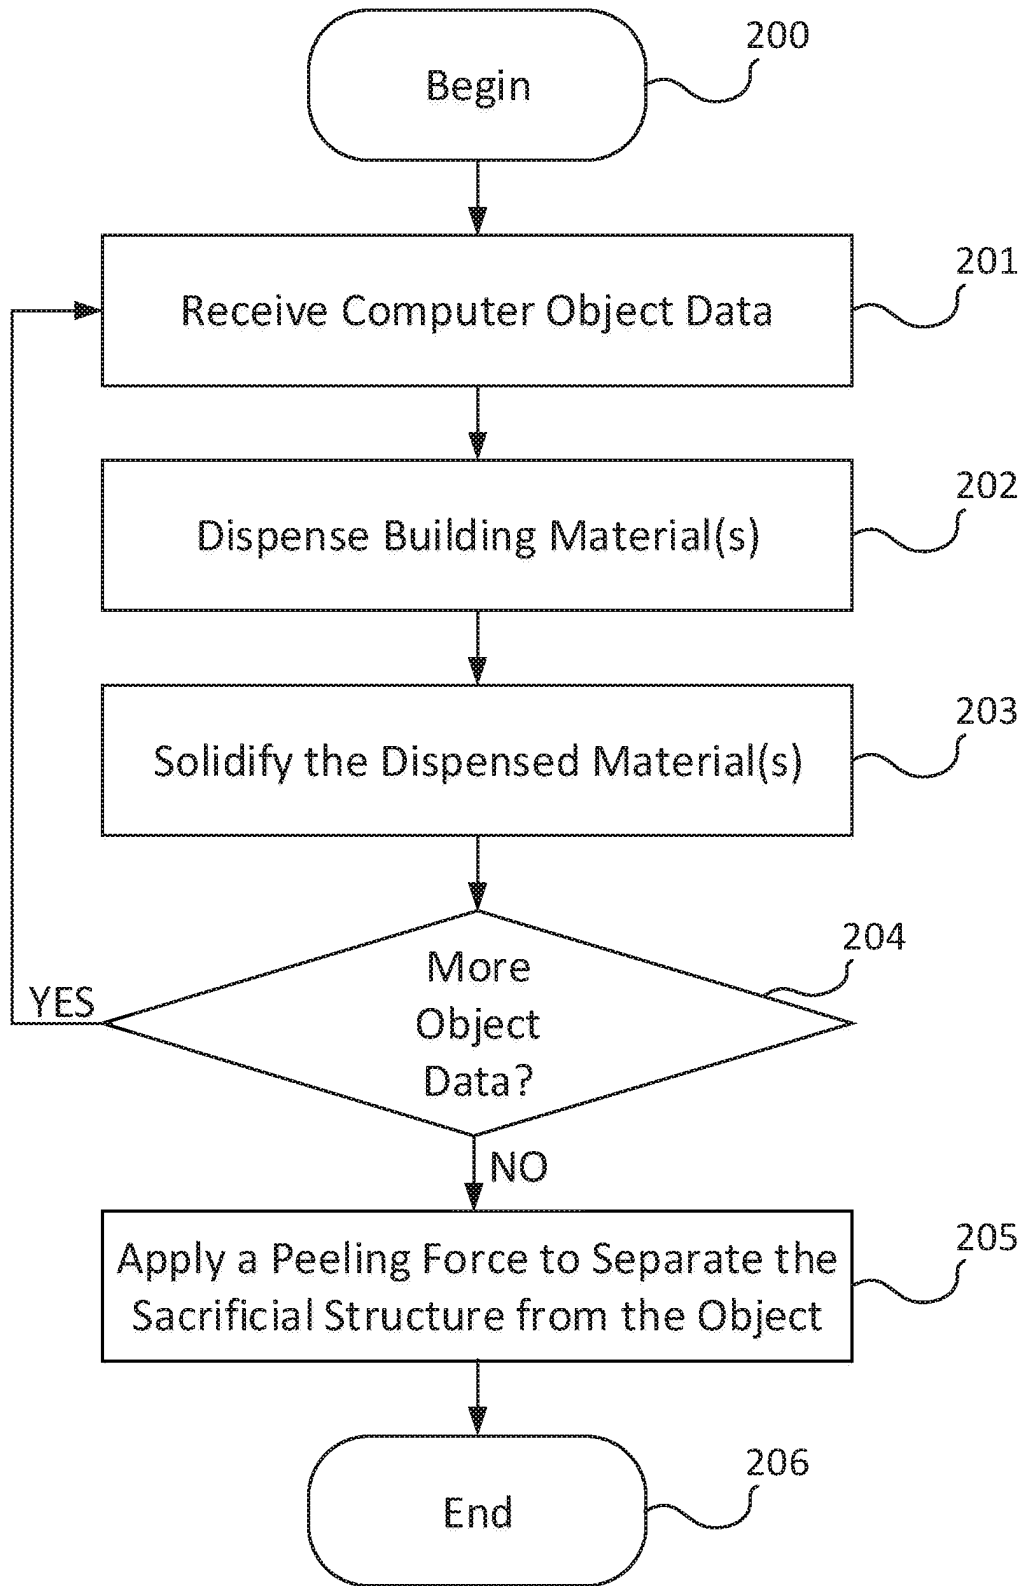 200
Begin
201
Receive Computer Object Data
202
Dispense Building Material(s)
203
Solidify the Dispensed Material(s)
204
More
Object
Data?
YES
NO
205
Apply a Peeling Force to Separate the
Sacrificial Structure from the Object
206
End